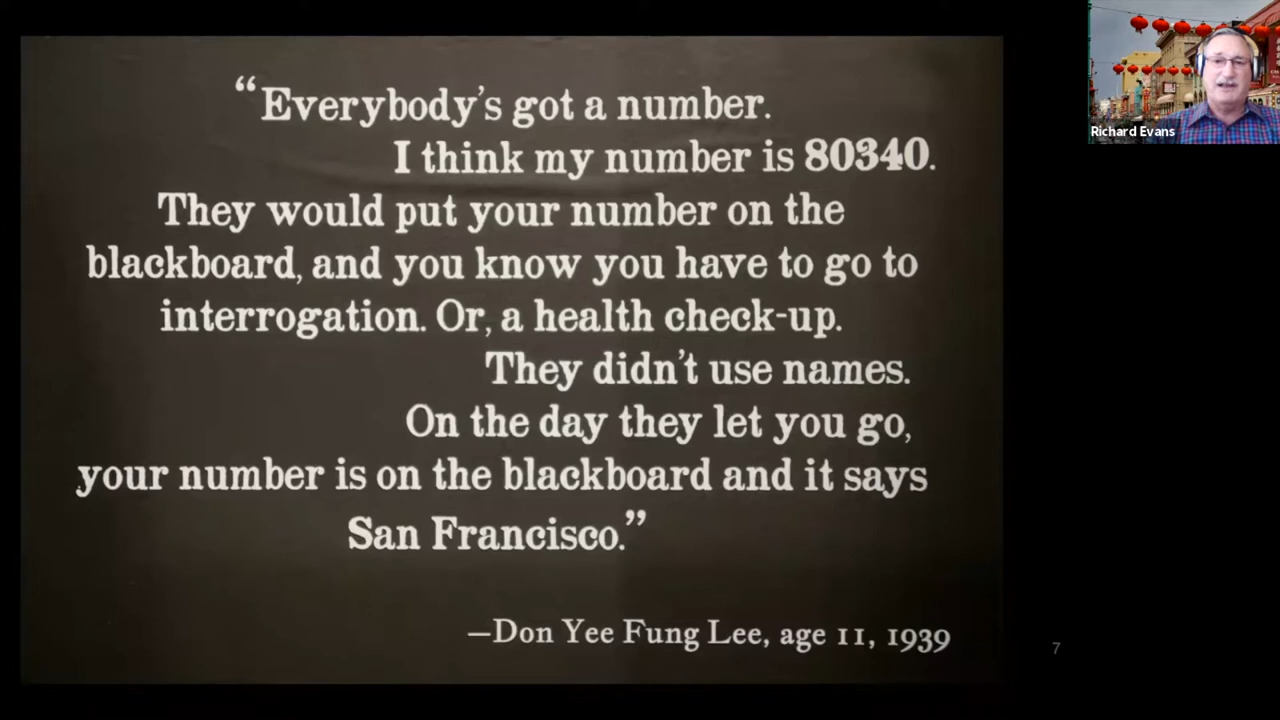 “Everybody’s got a number.
I think my number is 80340.
They would put your number on the
blackboard, and you know you have to go to
interrogation. Or, a health check-up.
They didn’t use names.
On the day they let you go,
your number is on the blackboard and it says
San Francisco.”
—Don Yee Fung Lee, age 11, 1939
7
Richard Evans